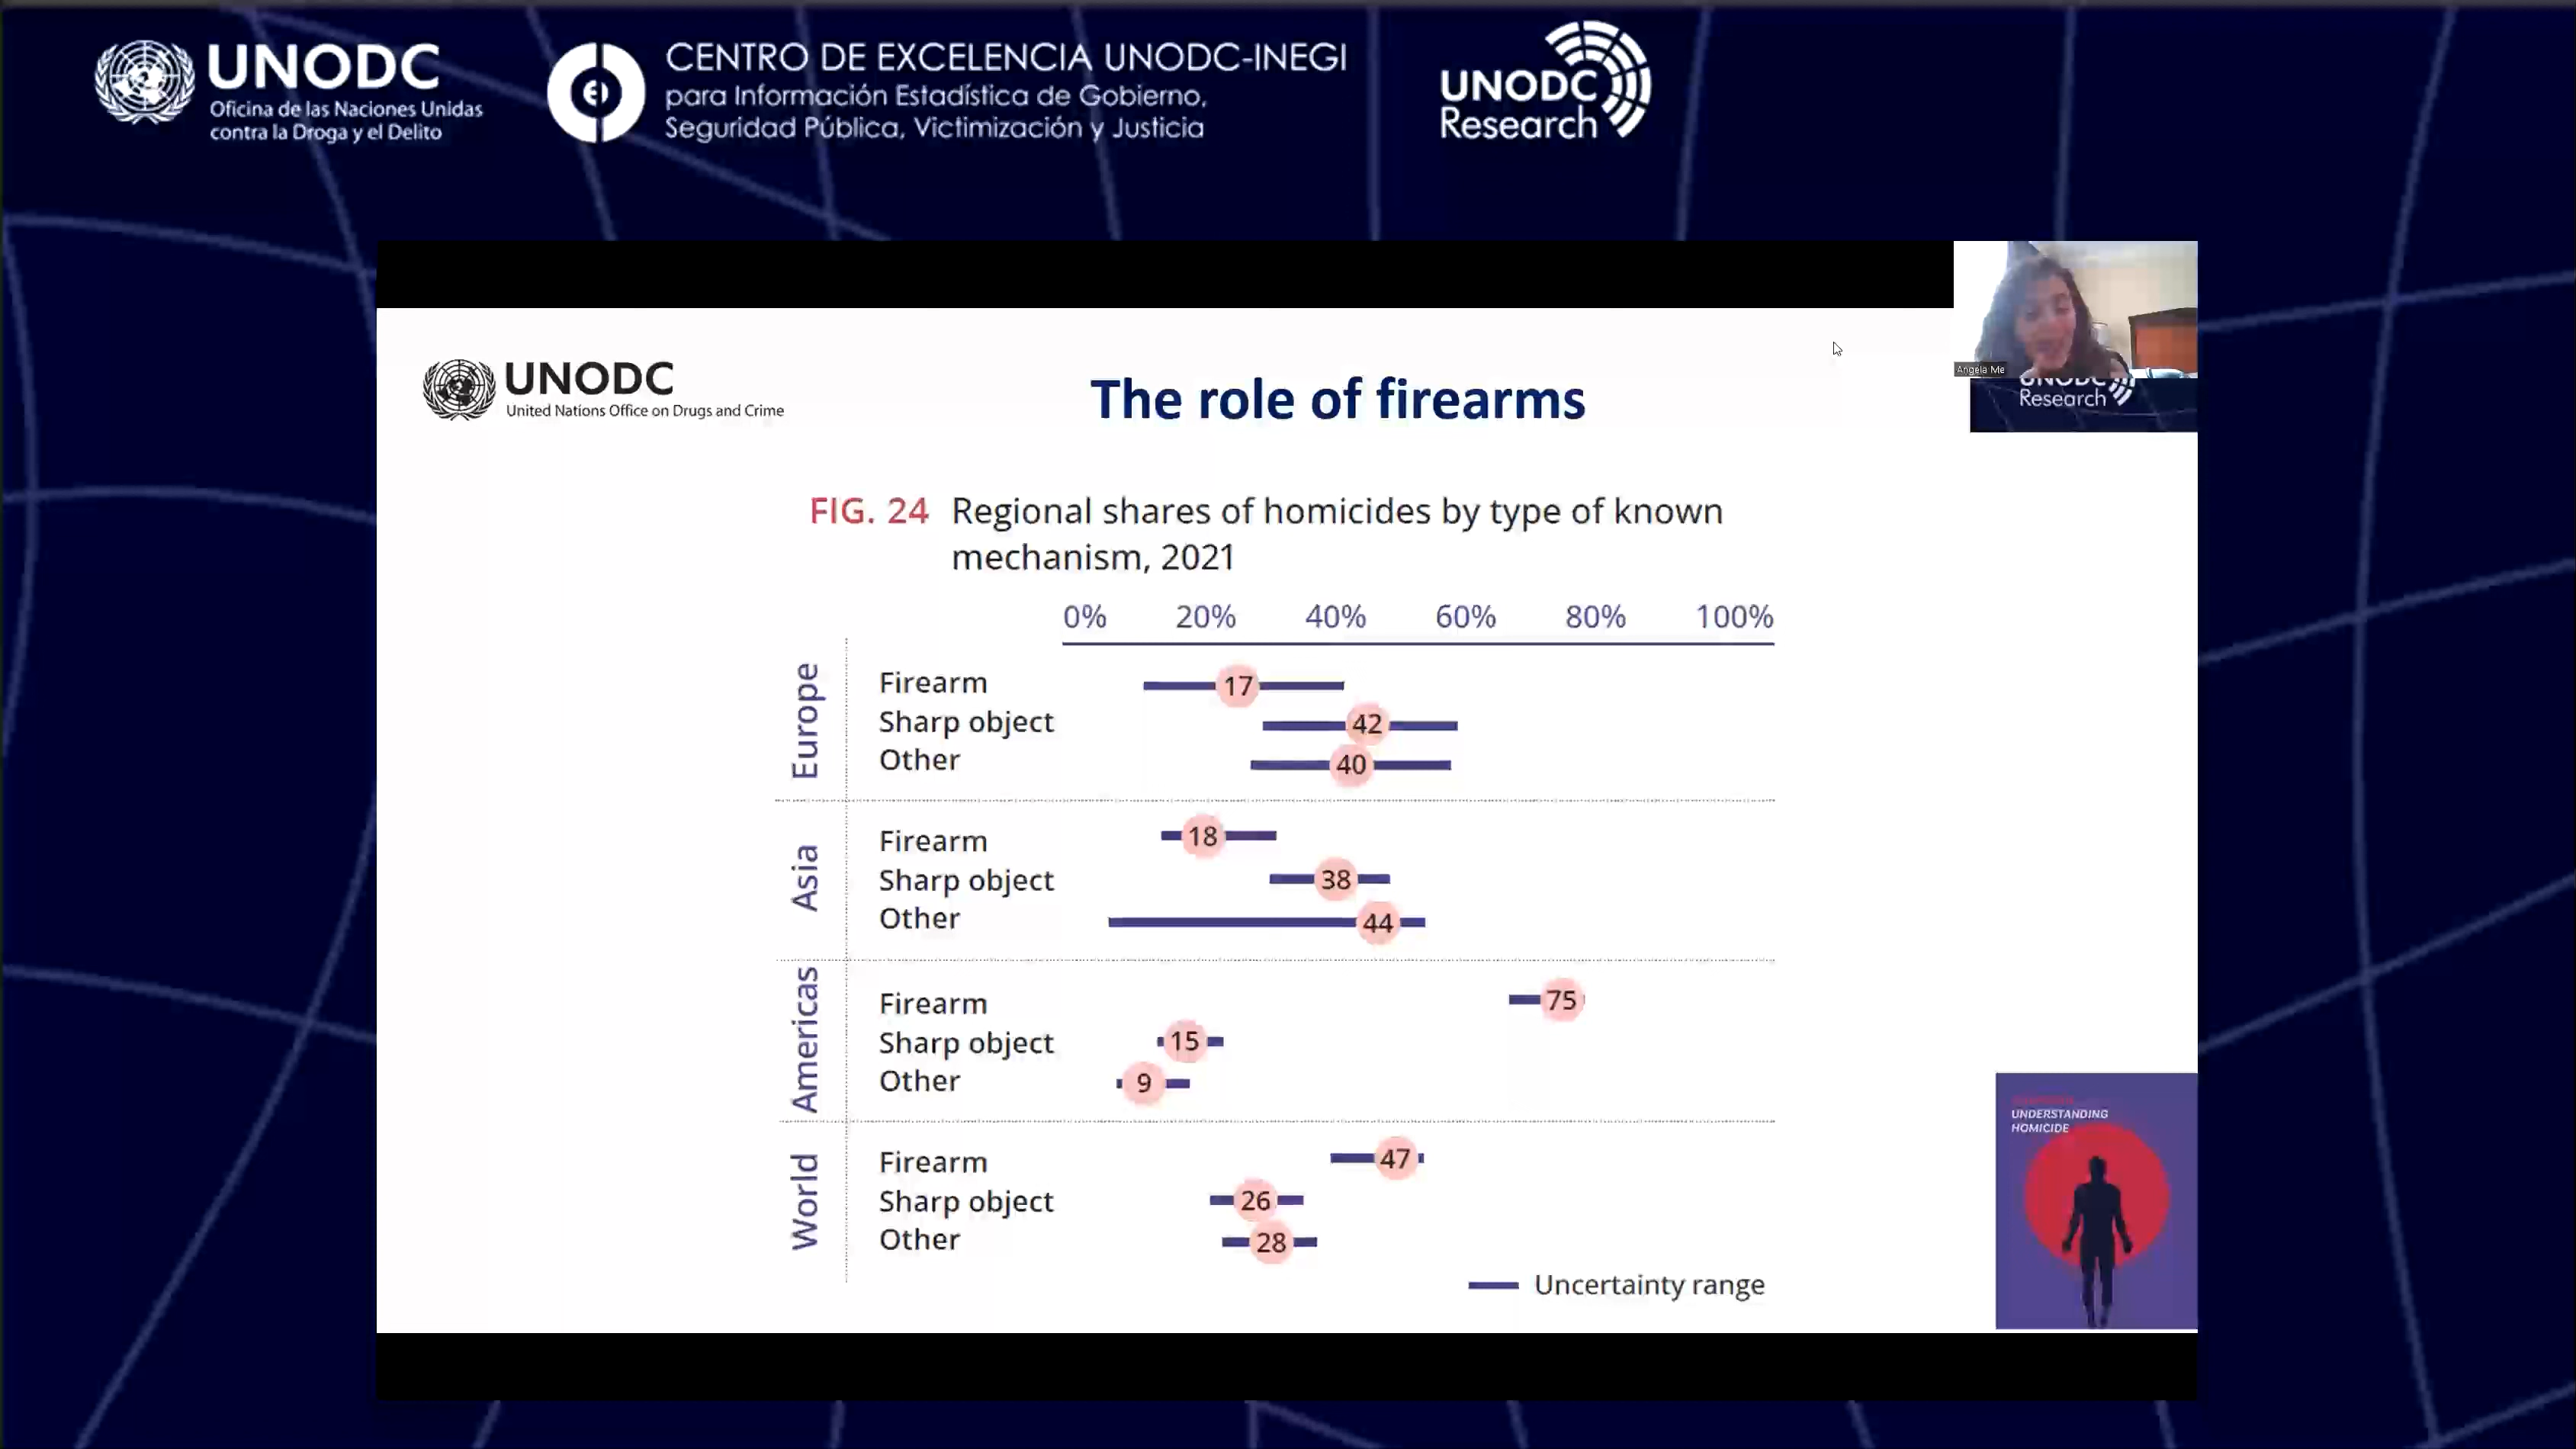 UNODC
Oficina de las Naciones Unidas
contra la Droga y el Delito
CENTRO DE EXCELENCIA UNODC-INEGI
para Información Estadística de Gobierno,
Seguridad Pública, Victimización y Justicia
UNODC
Research
Angela Me
UNODC
Research
UNODC
United Nations Office on Drugs and Crime
The role of firearms
FIG. 24 Regional shares of homicides by type of known
mechanism, 2021
0% 20% 40% 60% 80% 100%
Europe
Firearm 17
Sharp object 42
Other 40
Asia
Firearm 18
Sharp object 38
Other 44
Americas
Firearm 75
Sharp object 15
Other 9
World
Firearm 47
Sharp object 26
Other 28
Uncertainty range
UNDERSTANDING
HOMICIDE